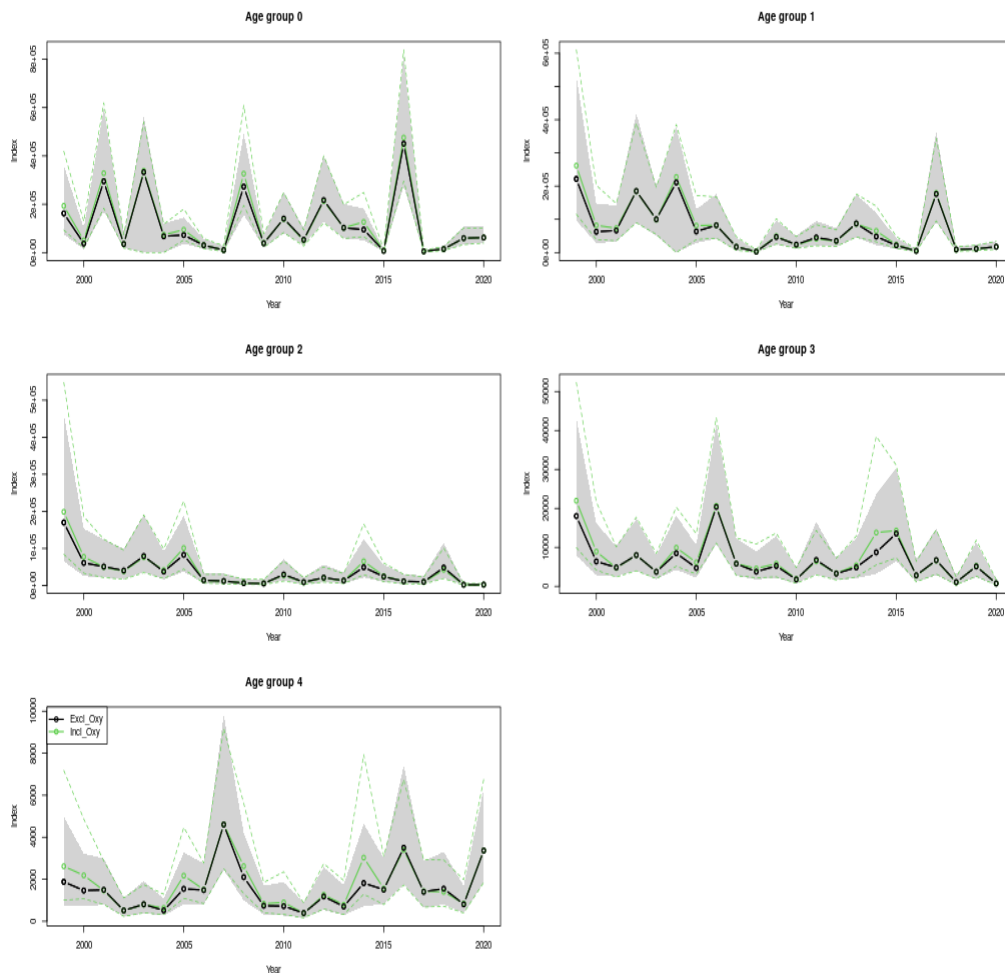 Age group 0
Index
0e+00 2e+05 4e+05 6e+05 8e+05
2000 2005 2010 2015 2020
Year
Age group 1
Index
0e+00 2e+05 4e+05 6e+05
2000 2005 2010 2015 2020
Year
Age group 2
Index
0e+00 1e+05 2e+05 3e+05 4e+05 5e+05
2000 2005 2010 2015 2020
Year
Age group 3
Index
0 10000 20000 30000 40000 50000
2000 2005 2010 2015 2020
Year
Age group 4
Excl_Oxy
Incl_Oxy
Index
0 2000 4000 6000 8000 10000
2000 2005 2010 2015 2020
Year